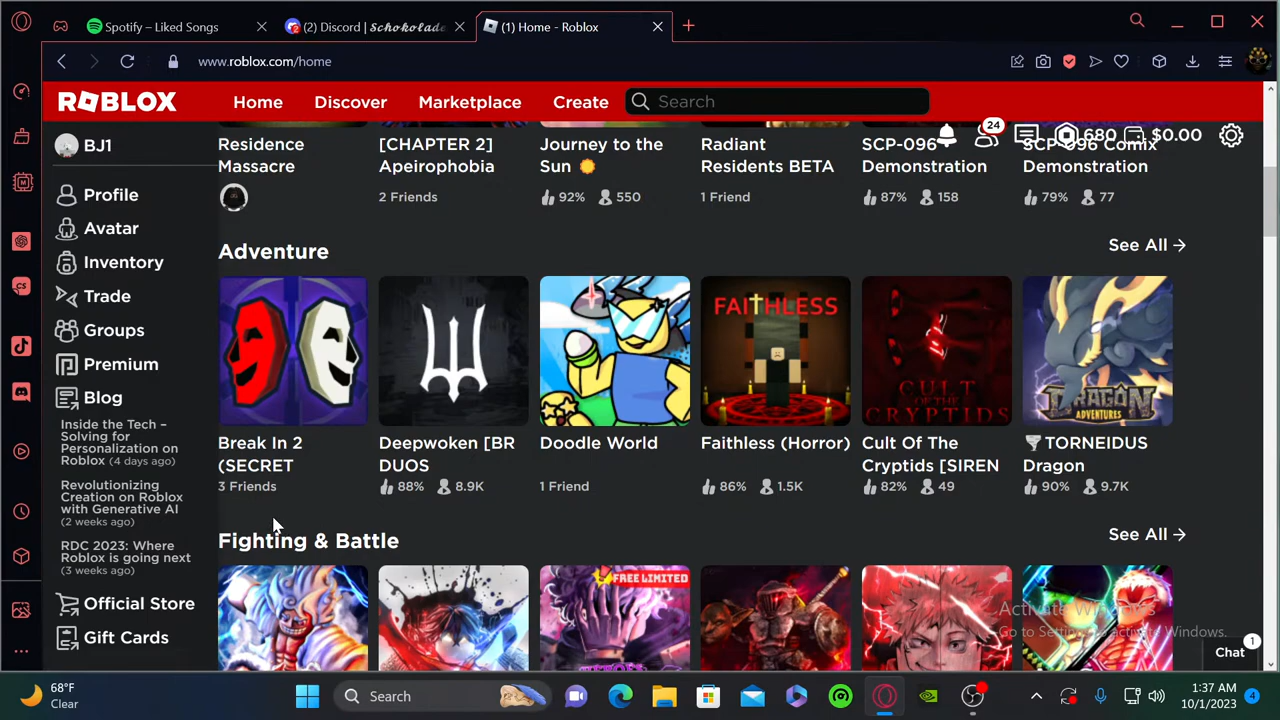 Spotify – Liked Songs
(2) Discord | 𝓢𝓬𝓱𝓸𝓴𝓸𝓵𝓪𝓭𝓮
(1) Home - Roblox
www.roblox.com/home
ROBLOX
Home
Discover
Marketplace
Create
Search
24
680
$0.00
BJ1
Profile
Avatar
Inventory
Trade
Groups
Premium
Blog
Inside the Tech –
Solving for
Personalization on
Roblox (4 days ago)
Revolutionizing
Creation on Roblox
with Generative AI
(2 weeks ago)
RDC 2023: Where
Roblox is going next
(3 weeks ago)
Official Store
Gift Cards
Residence
Massacre
[CHAPTER 2]
Apeirophobia
2 Friends
Journey to the
Sun ☀️
92% 550
Radiant
Residents BETA
1 Friend
SCP-096
Demonstration
87% 158
SCP-096 Comix
Demonstration
79% 77
Adventure
See All →
FAITHLESS
CULT
OF THE
CRYPTIDS
DRAGON
ADVENTURES
Break In 2
(SECRET
3 Friends
Deepwoken [BR
DUOS
88% 8.9K
Doodle World
1 Friend
Faithless (Horror)
86% 1.5K
Cult Of The
Cryptids [SIREN
82% 49
🌪️TORNEIDUS
Dragon
90% 9.7K
Fighting & Battle
See All →
FREE LIMITED
HEROES
Activate Windows
Go to Settings to activate Windows.
Chat
1
68°F
Clear
Search
1:37 AM
10/1/2023
4